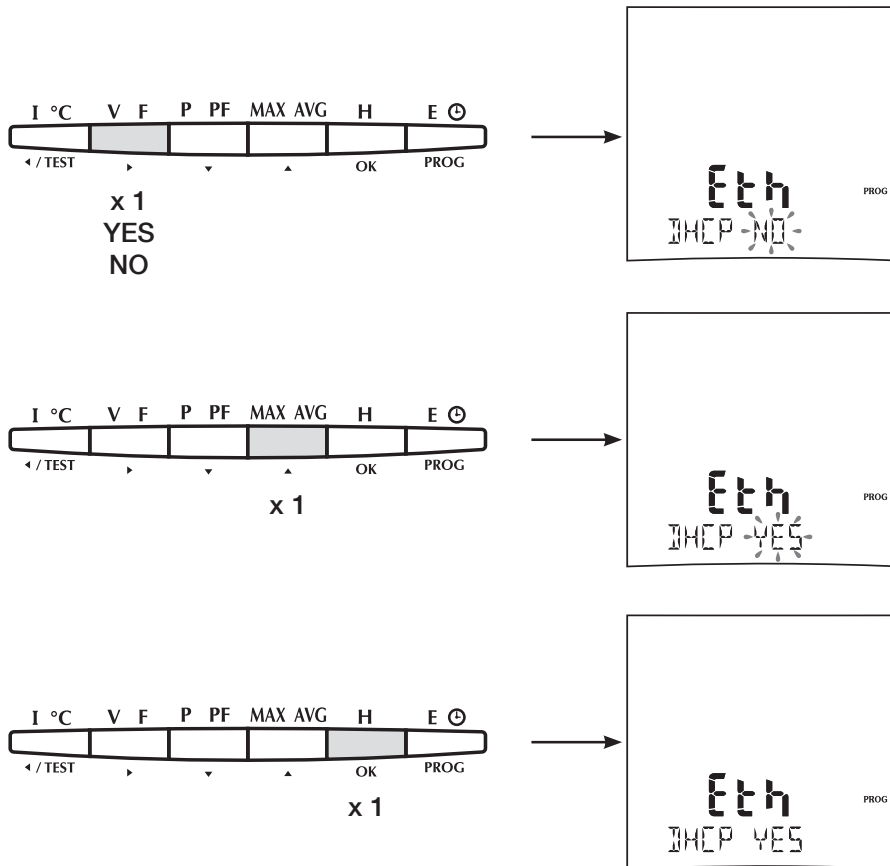 I °C V F P PF MAX AVG H E
/ TEST OK PROG
x 1
YES
NO
Eth
PROG
DHCP NO
I °C V F P PF MAX AVG H E
/ TEST OK PROG
x 1
Eth
PROG
DHCP YES
I °C V F P PF MAX AVG H E
/ TEST OK PROG
x 1
Eth
PROG
DHCP YES